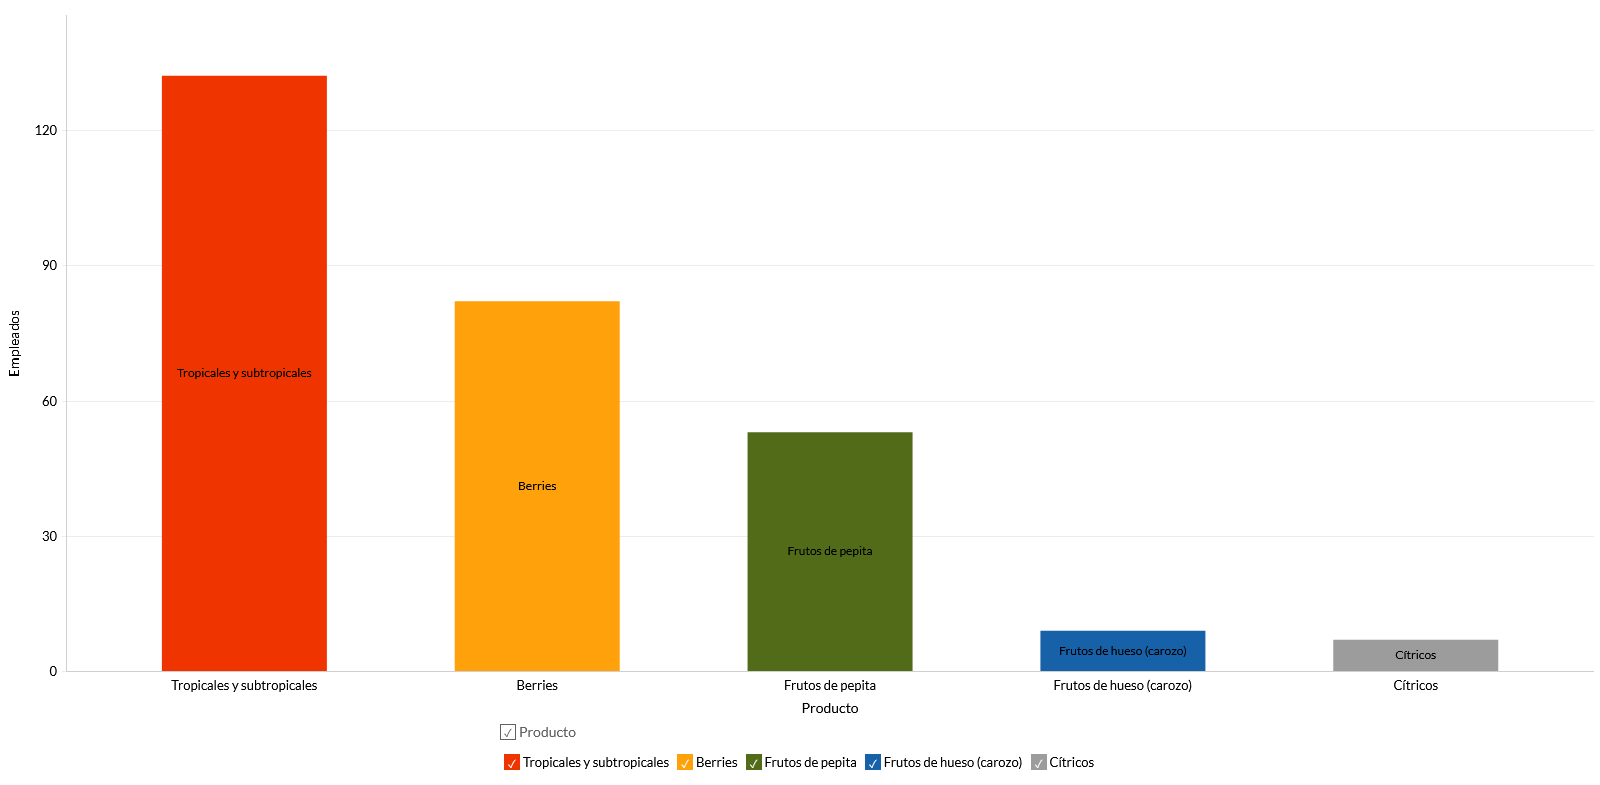 120
90
60
30
0
Empleados
Tropicales y subtropicales
Berries
Frutos de pepita
Frutos de hueso (carozo)
Cítricos
Tropicales y subtropicales Berries Frutos de pepita Frutos de hueso (carozo) Cítricos
Producto
Producto
Tropicales y subtropicales Berries Frutos de pepita Frutos de hueso (carozo) Cítricos